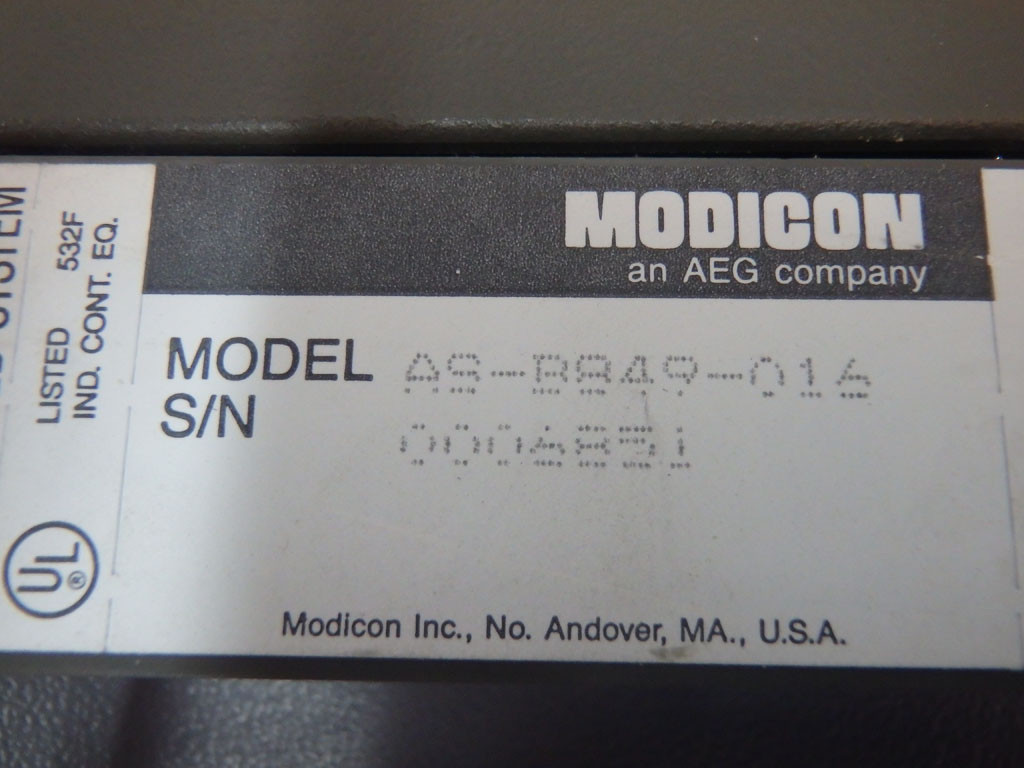 LISTED 532F
IND. CONT. EQ.
UL®
MODICON
an AEG company
MODEL AS-B849-016
S/N 0006851
Modicon Inc., No. Andover, MA., U.S.A.